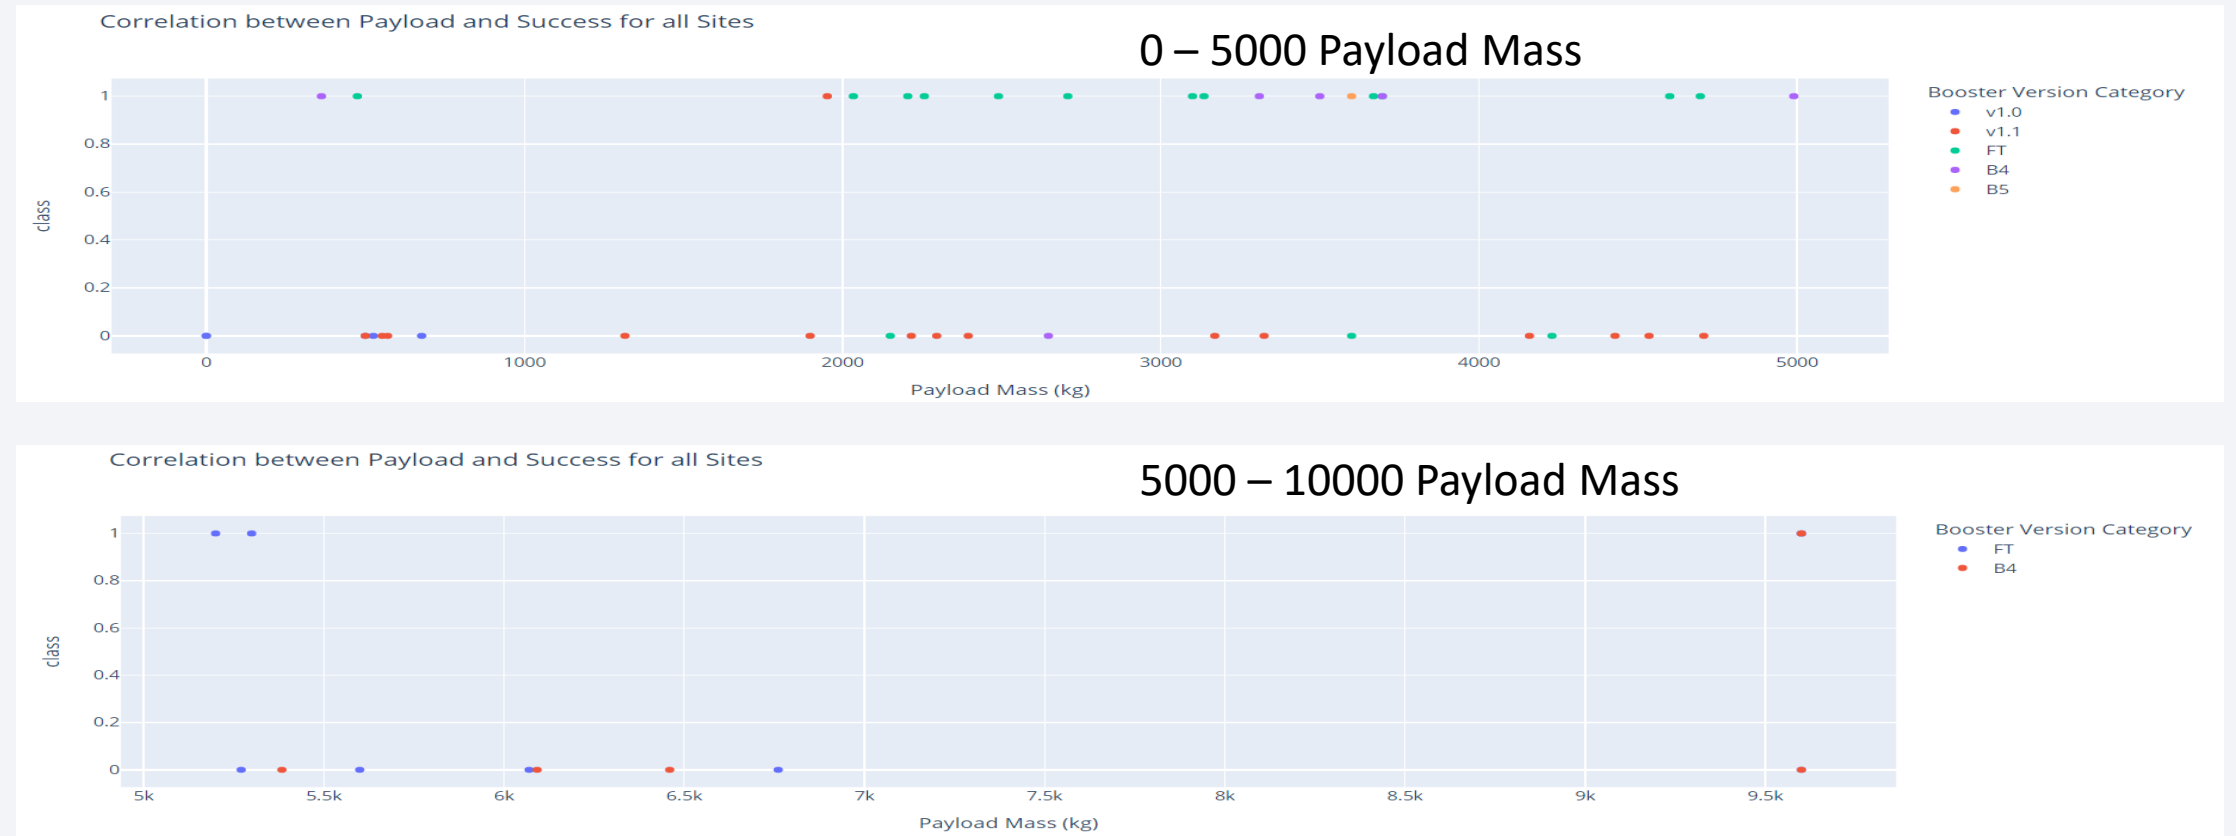 Correlation between Payload and Success for all Sites
0 – 5000 Payload Mass
1
0.8
0.6
0.4
0.2
0
class
0
1000
2000
3000
4000
5000
Payload Mass (kg)
Booster Version Category
v1.0
v1.1
FT
B4
B5
Correlation between Payload and Success for all Sites
5000 – 10000 Payload Mass
1
0.8
0.6
0.4
0.2
0
class
5k
5.5k
6k
6.5k
7k
7.5k
8k
8.5k
9k
9.5k
Payload Mass (kg)
Booster Version Category
FT
B4